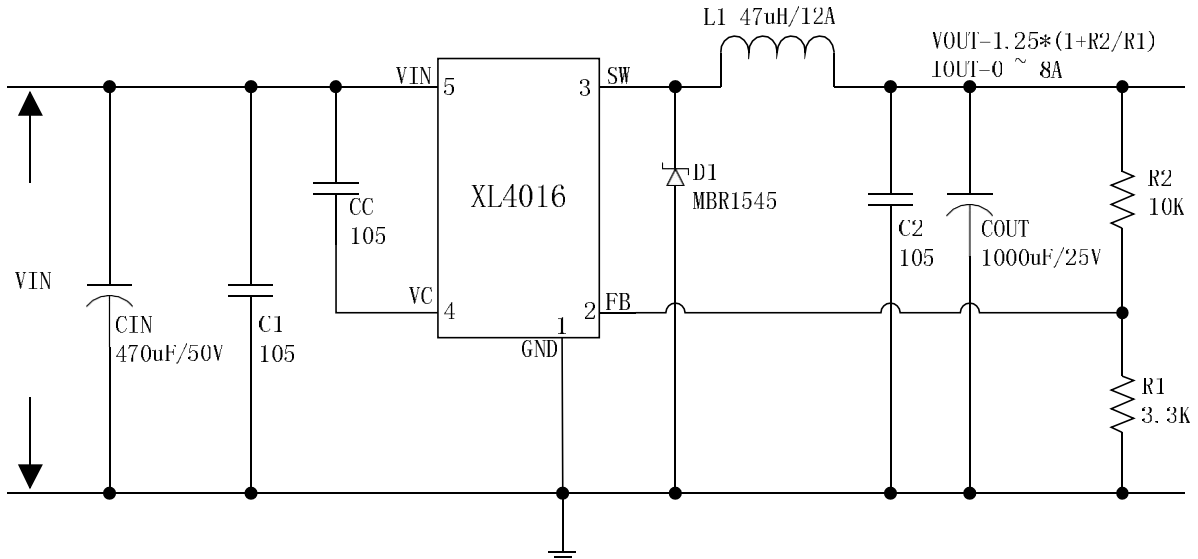 L1 47uH/12A
VOUT=1.25*(1+R2/R1)
IOUT=0 ~ 8A
VIN
5
3
SW
XL4016
D1
MBR1545
CC
105
R2
10K
C2
105
COUT
1000uF/25V
VIN
VC
4
2
FB
1
GND
CIN
470uF/50V
C1
105
R1
3.3K